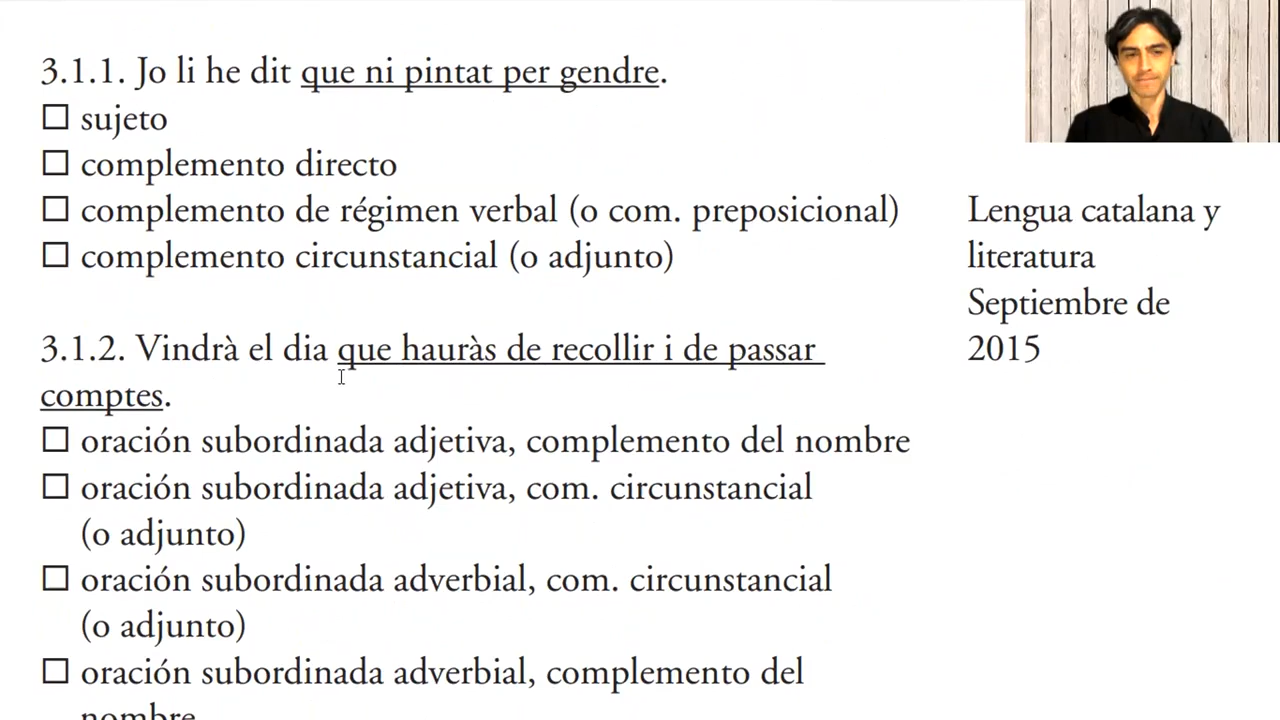 3.1.1. Jo li he dit que ni pintat per gendre.
☐ sujeto
☐ complemento directo
☐ complemento de régimen verbal (o com. preposicional)
☐ complemento circunstancial (o adjunto)
3.1.2. Vindrà el dia que hauràs de recollir i de passar
comptes.
☐ oración subordinada adjetiva, complemento del nombre
☐ oración subordinada adjetiva, com. circunstancial
(o adjunto)
☐ oración subordinada adverbial, com. circunstancial
(o adjunto)
☐ oración subordinada adverbial, complemento del
nombre
Lengua catalana y
literatura
Septiembre de
2015